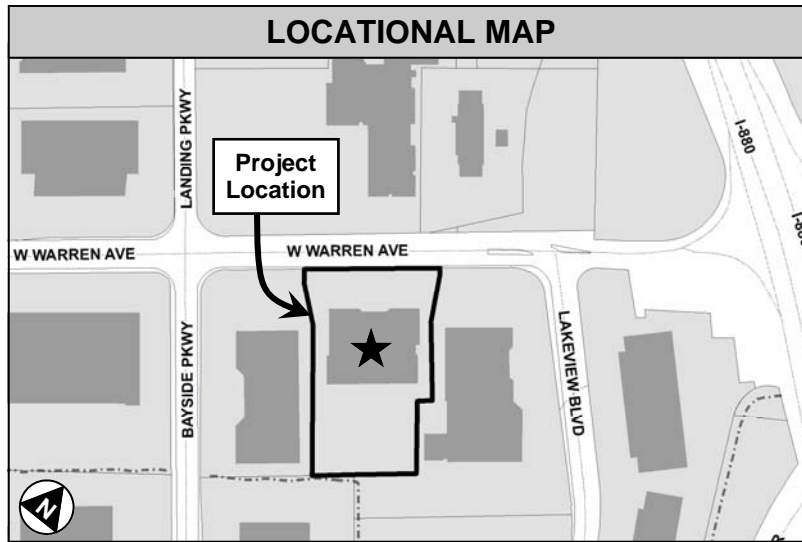 LOCATIONAL MAP
LANDING PKWY
I-880
Project
Location
W WARREN AVE
W WARREN AVE
BAYSIDE PKWY
LAKEVIEW BLVD
N